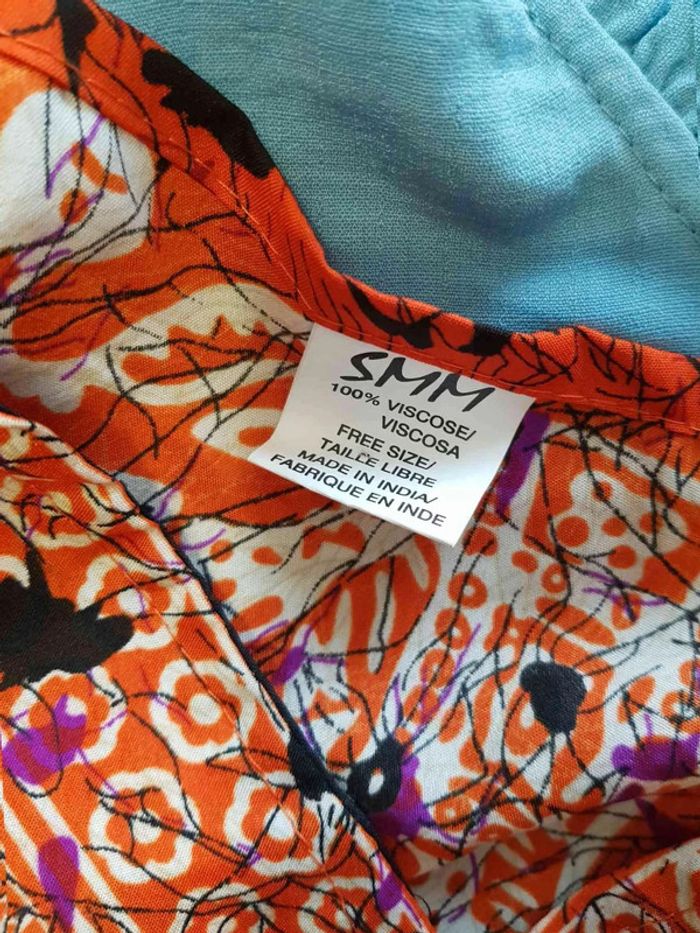 SMM
100% VISCOSE/
VISCOSA
FREE SIZE/
TAILLE LIBRE
MADE IN INDIA/
FABRIQUE EN INDE